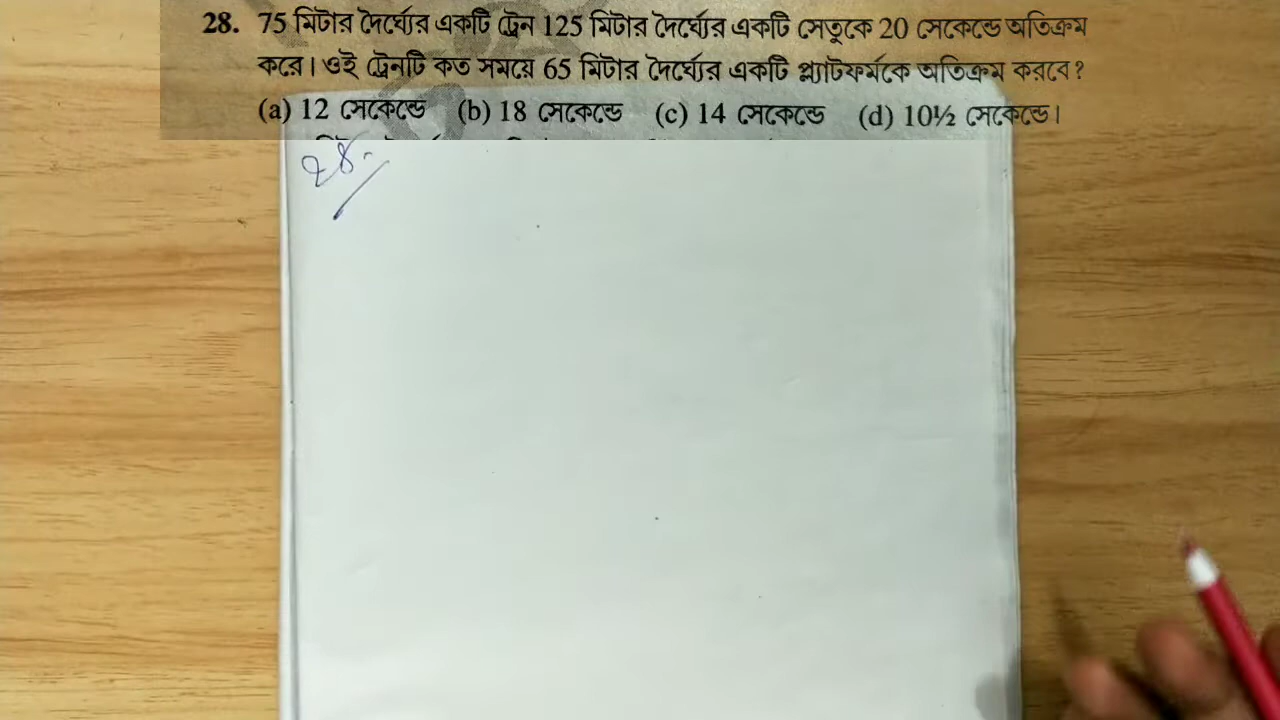 28. 75 মিটার দৈর্ঘ্যের একটি ট্রেন 125 মিটার দৈর্ঘ্যের একটি সেতুকে 20 সেকেন্ডে অতিক্রম
করে। ওই ট্রেনটি কত সময়ে 65 মিটার দৈর্ঘ্যের একটি প্ল্যাটফর্মকে অতিক্রম করবে?
(a) 12 সেকেন্ডে (b) 18 সেকেন্ডে (c) 14 সেকেন্ডে (d) 10½ সেকেন্ডে।
28.